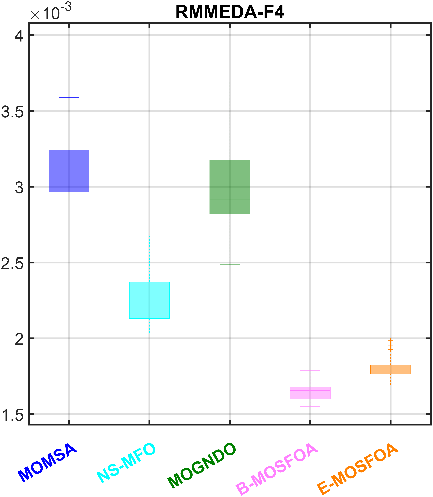 ×10⁻³
RMMEDA-F4
4
3.5
3
2.5
2
1.5
MOMSA
NS-MFO
MOGNDO
B-MOSFOA
E-MOSFOA